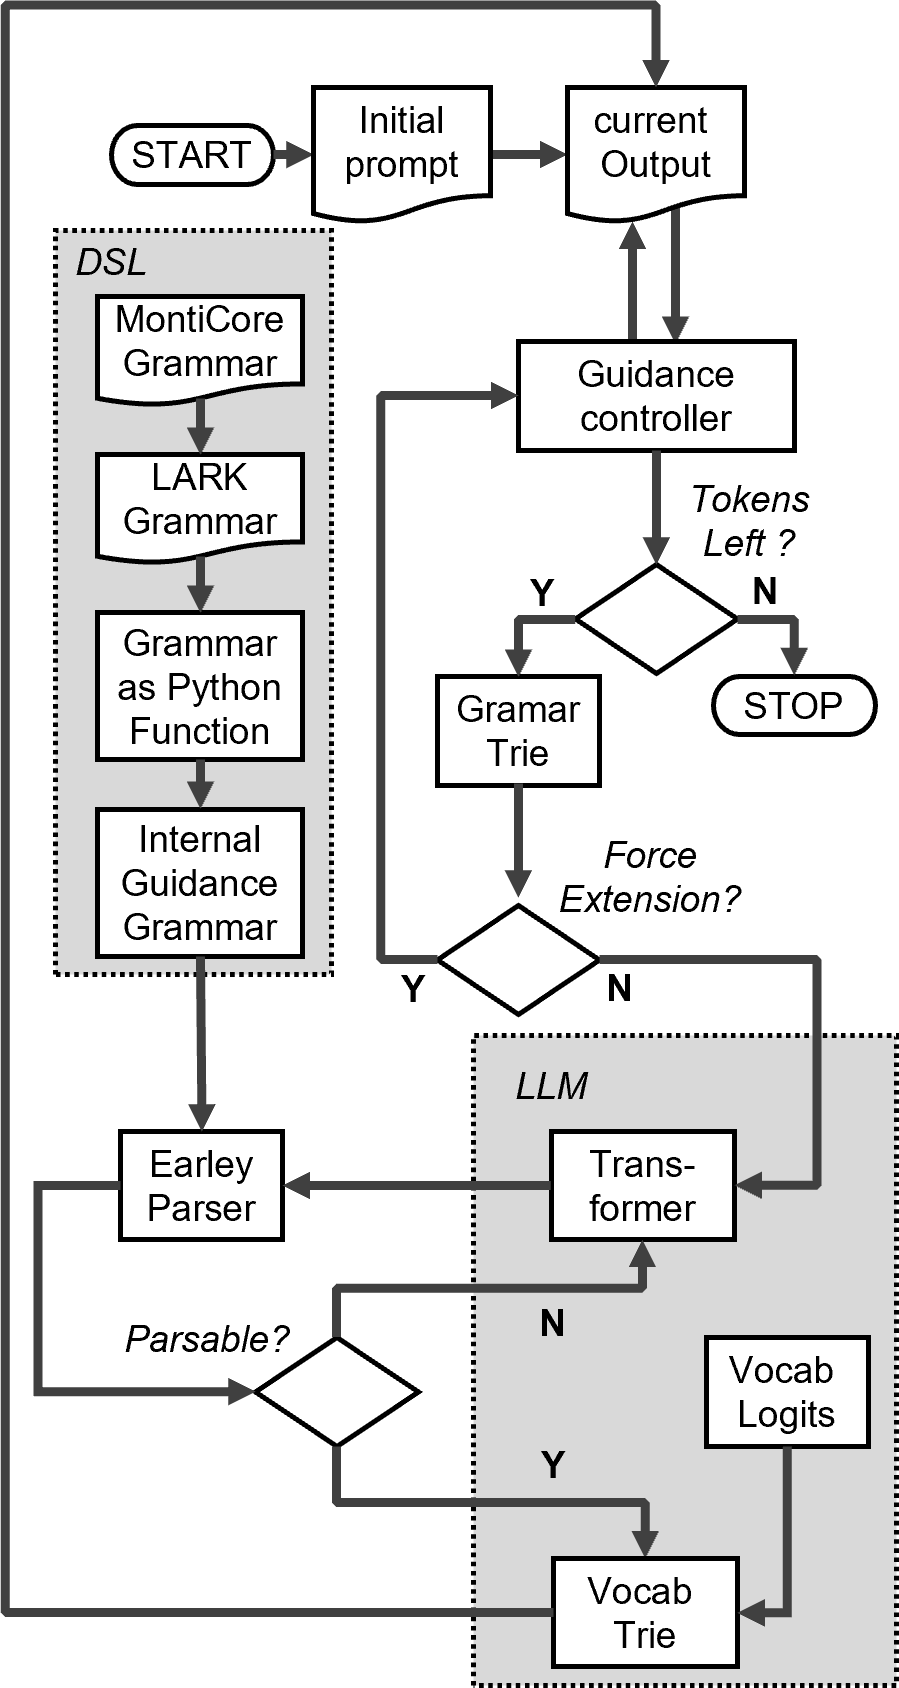 START
Initial
prompt
current
Output
DSL
MontiCore
Grammar
LARK
Grammar
Grammar
as Python
Function
Internal
Guidance
Grammar
Guidance
controller
Tokens
Left ?
Y
N
STOP
Gramar
Trie
Force
Extension?
Y
N
LLM
Earley
Parser
Trans-
former
Parsable?
N
Vocab
Logits
Y
Vocab
Trie